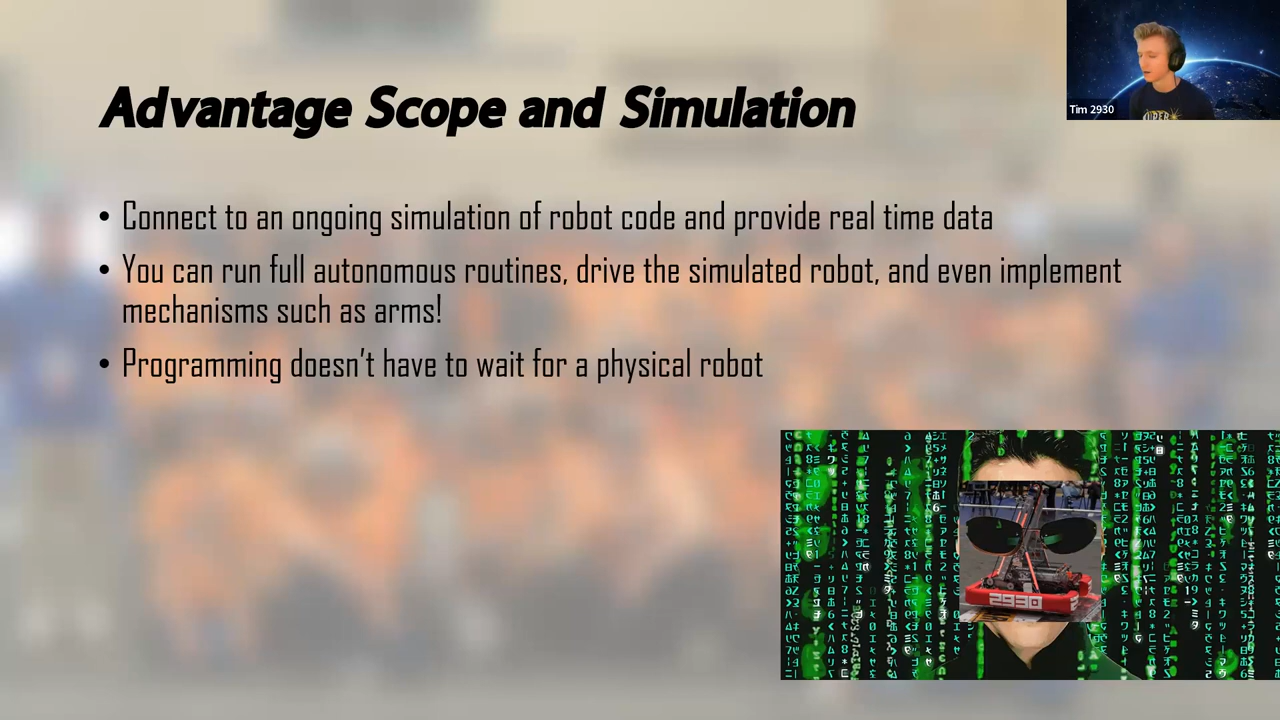 Advantage Scope and Simulation
Tim 2930
• Connect to an ongoing simulation of robot code and provide real time data
• You can run full autonomous routines, drive the simulated robot, and even implement
mechanisms such as arms!
• Programming doesn't have to wait for a physical robot
2930